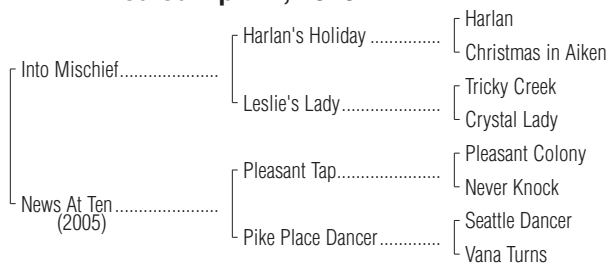 Harlan
Harlan's Holiday ................
Christmas in Aiken
Into Mischief......................
Tricky Creek
Leslie's Lady ......................
Crystal Lady
Pleasant Colony
Pleasant Tap.......................
Never Knock
News At Ten.......................
(2005)
Seattle Dancer
Pike Place Dancer..............
Vana Turns